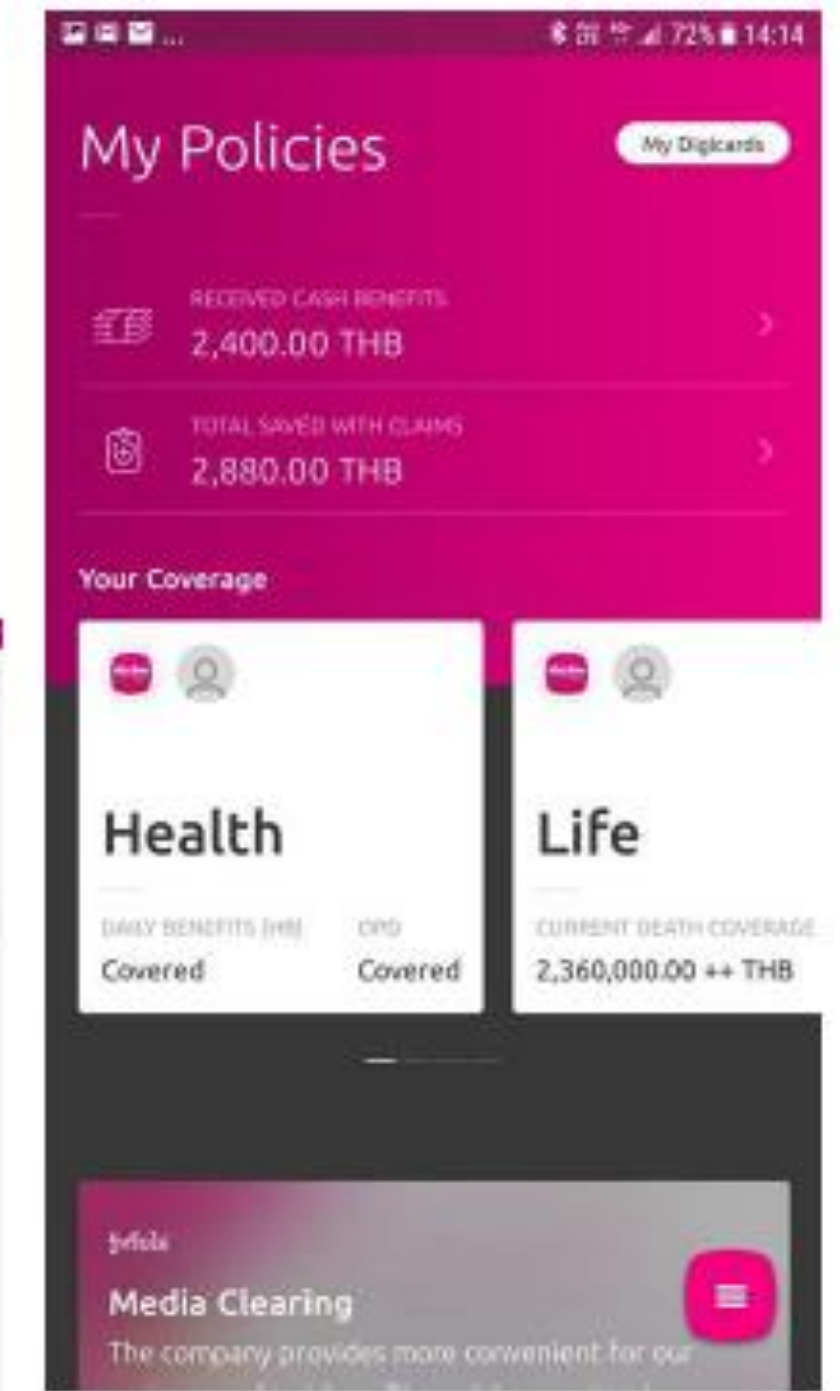 ... 72% 14:14
My Policies
My Digicards
RECEIVED CASH BENEFITS
2,400.00 THB
TOTAL SAVED WITH CLAIMS
2,880.00 THB
Your Coverage
Health
DAILY BENEFITS (HB) OPD
Covered Covered
Life
CURRENT DEATH COVERAGE
2,360,000.00 ++ THB
Media Clearing
The company provides more convenient for our